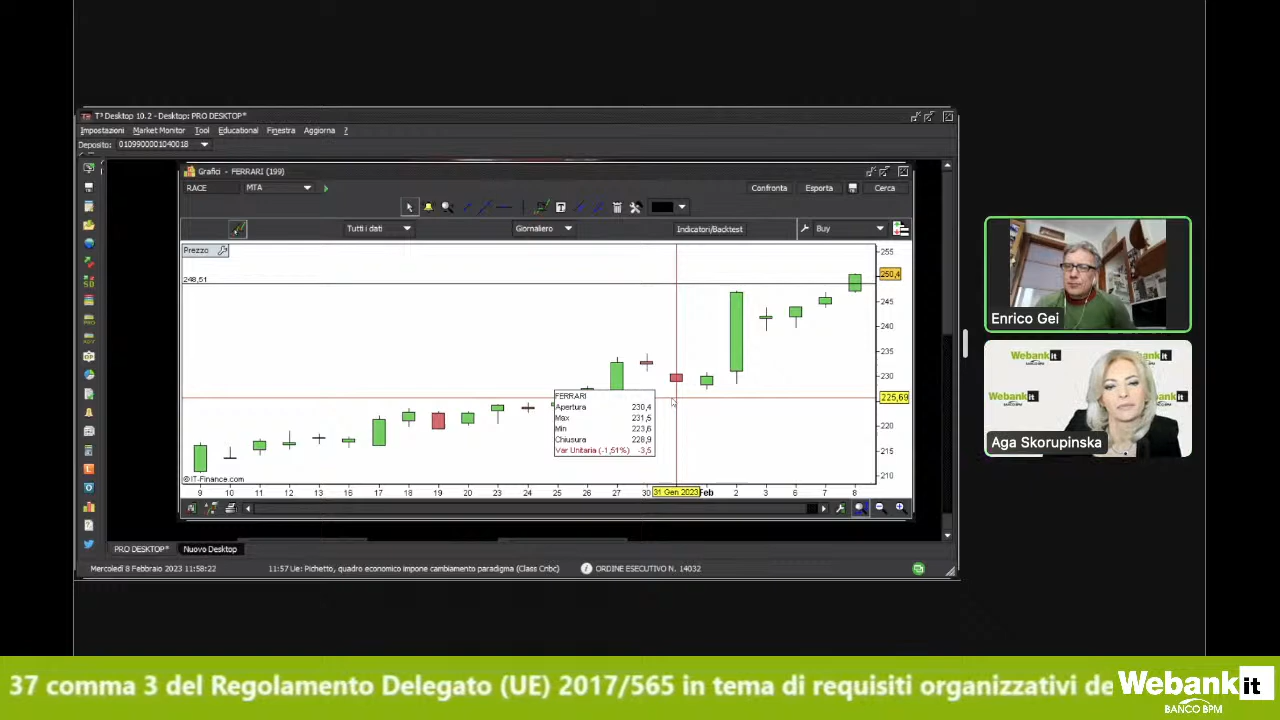 T³ Desktop 10.2 - Desktop: PRO DESKTOP*
Impostazioni Market Monitor Tool Educational Finestra Aggiorna ?
Deposito: 0109900001040018
Grafici - FERRARI (199)
RACE MTA Confronta Esporta Cerca
T
Tutti i dati Giornaliero Indicatori/Backtest Buy
Prezzo
255
250,4
248,51
245
240
235
230
225,69
220
215
210
FERRARI
Apertura 230,4
Max 231,5
Min 223,6
Chiusura 228,9
Var Unitaria (-1,51%) -3,5
© IT-Finance.com
9 10 11 12 13 16 17 18 19 20 23 24 25 26 27 30 31 Gen 2023 Feb 2 3 6 7 8
PRO DESKTOP* Nuovo Desktop
Mercoledì 8 Febbraio 2023 11:58:22 11:57 Ue: Pichetto, quadro economico impone cambiamento paradigma (Class Cnbc) ORDINE ESECUTIVO N. 14032
Enrico Gei
Webank it
Webank it
BANCO BPM
Aga Skorupinska
37 comma 3 del Regolamento Delegato (UE) 2017/565 in tema di requisiti organizzativi de
Webank it
BANCO BPM